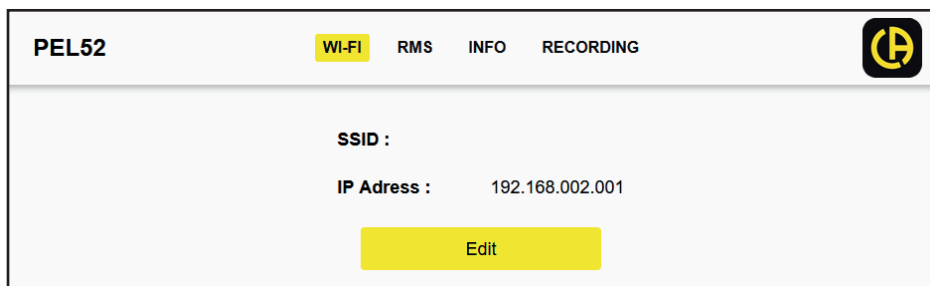 PEL52 WI-FI RMS INFO RECORDING
SSID :
IP Adress : 192.168.002.001
Edit